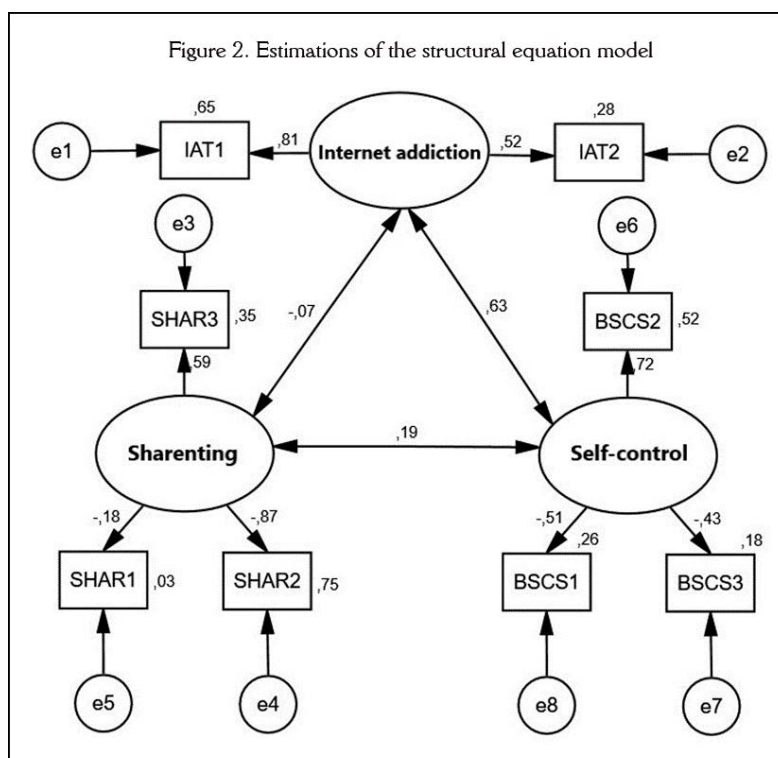 Figure 2. Estimations of the structural equation model
,65
,28
e1
IAT1
,81
Internet addiction
,52
IAT2
e2
e3
e6
SHAR3
,35
-,07
,63
BSCS2
,52
,59
,72
Sharenting
,19
Self-control
-,18
-,87
-,51
-,43
,26
,18
SHAR1
,03
SHAR2
,75
BSCS1
BSCS3
e5
e4
e8
e7